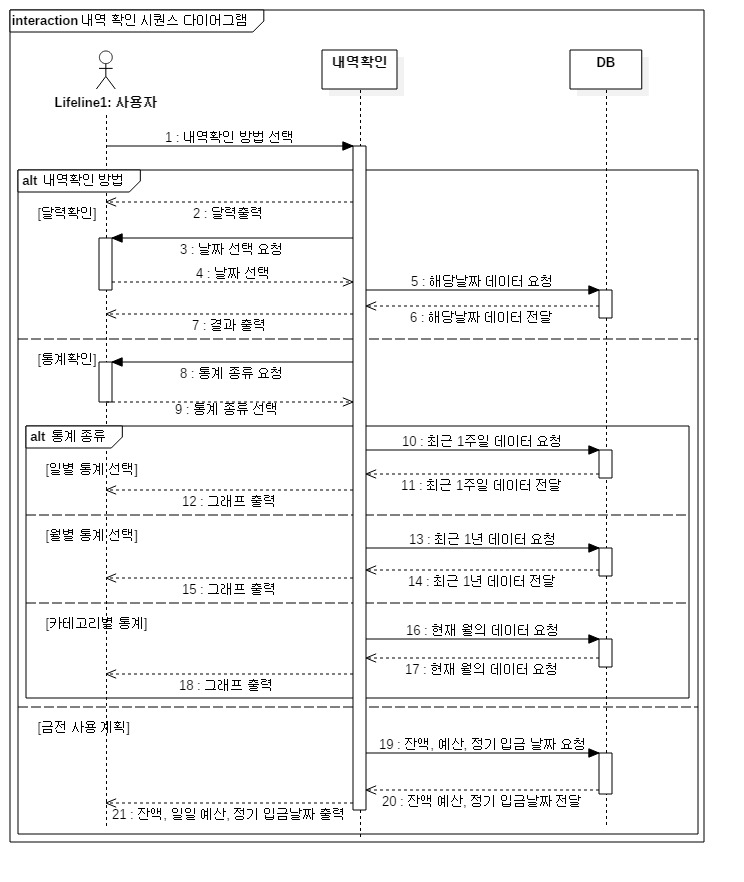 interaction 내역 확인 시퀀스 다이어그램
내역확인
DB
Lifeline1: 사용자
1 : 내역확인 방법 선택
alt 내역확인 방법
[달력확인]
2 : 달력출력
3 : 날짜 선택 요청
4 : 날짜 선택
5 : 해당날짜 데이터 요청
6 : 해당날짜 데이터 전달
7 : 결과 출력
[통계확인]
8 : 통계 종류 요청
9 : 통계 종류 선택
alt 통계 종류
10 : 최근 1주일 데이터 요청
[일별 통계 선택]
11 : 최근 1주일 데이터 전달
12 : 그래프 출력
[월별 통계 선택]
13 : 최근 1년 데이터 요청
14 : 최근 1년 데이터 전달
15 : 그래프 출력
[카테고리별 통계]
16 : 현재 월의 데이터 요청
17 : 현재 월의 데이터 요청
18 : 그래프 출력
[금전 사용 계획]
19 : 잔액, 예산, 정기 입금 날짜 요청
20 : 잔액 예산, 정기 입금날짜 전달
21 : 잔액, 일일 예산, 정기 입금날짜 출력